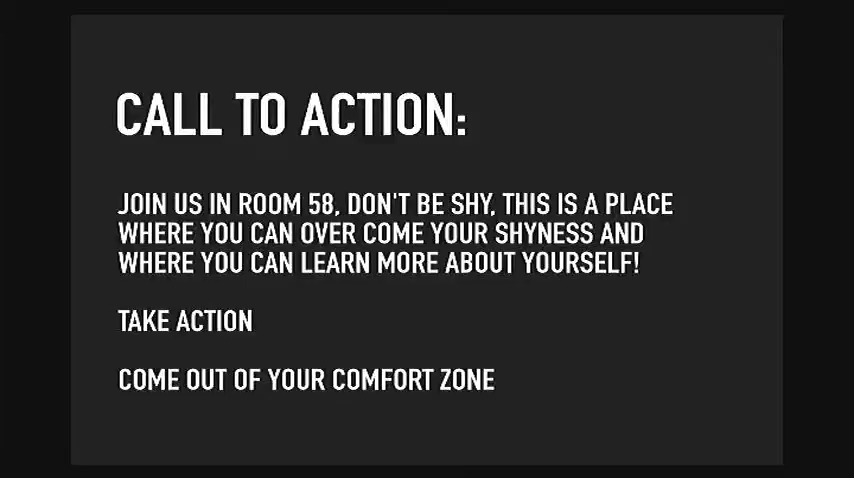 CALL TO ACTION:
JOIN US IN ROOM 58, DON'T BE SHY, THIS IS A PLACE
WHERE YOU CAN OVER COME YOUR SHYNESS AND
WHERE YOU CAN LEARN MORE ABOUT YOURSELF!
TAKE ACTION
COME OUT OF YOUR COMFORT ZONE